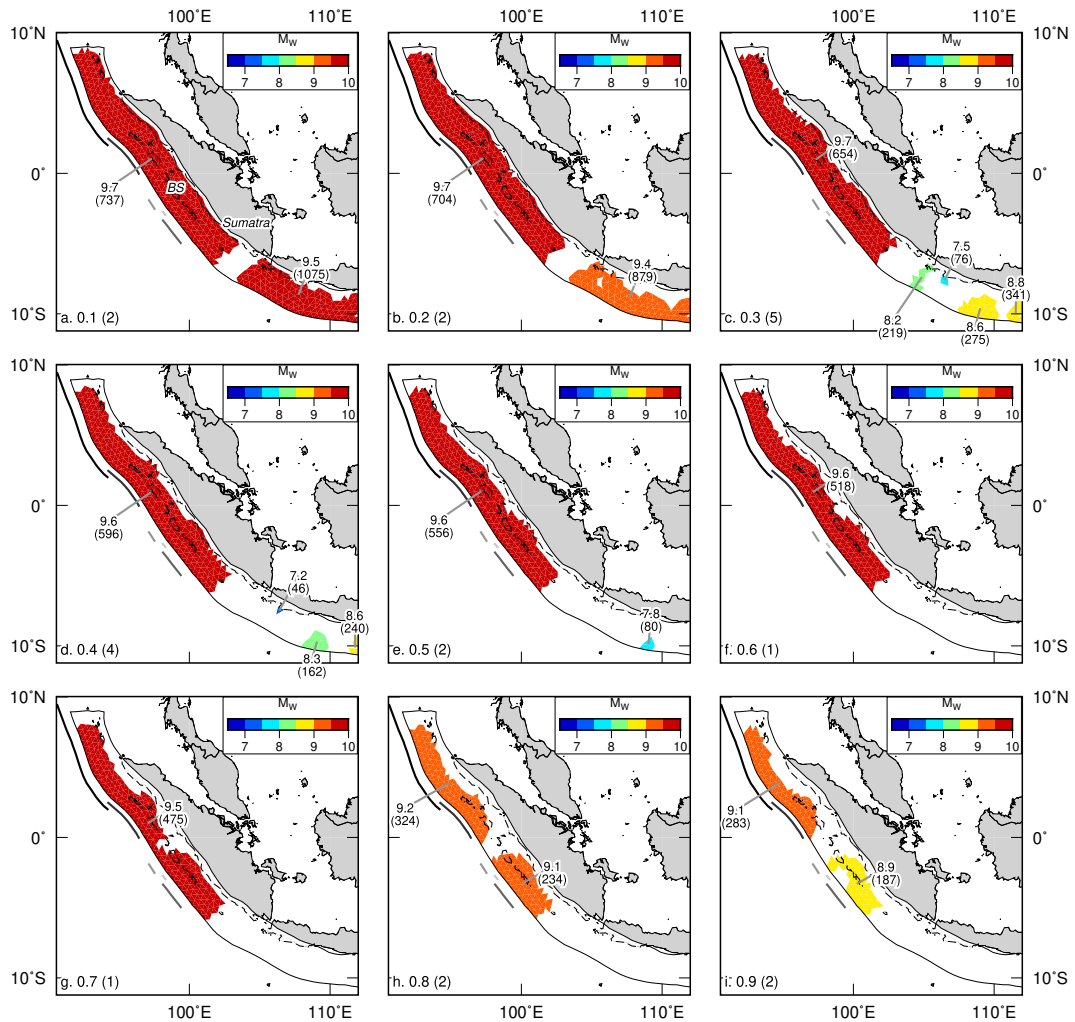 100˚E
110˚E
100˚E
110˚E
10˚N
0˚
10˚S
MW
7 8 9 10
9.7
(737)
BS
Sumatra
9.5
(1075)
a. 0.1 (2)
MW
7 8 9 10
9.7
(704)
9.4
(879)
b. 0.2 (2)
10˚N
0˚
10˚S
MW
7 8 9 10
9.7
(654)
7.5
(76)
8.8
(341)
8.2
(219)
8.6
(275)
c. 0.3 (5)
10˚N
0˚
10˚S
MW
7 8 9 10
9.6
(596)
7.2
(46)
8.6
(240)
8.3
(162)
d. 0.4 (4)
MW
7 8 9 10
9.6
(556)
7.8
(80)
e. 0.5 (2)
10˚N
0˚
10˚S
MW
7 8 9 10
9.6
(518)
f. 0.6 (1)
10˚N
0˚
10˚S
MW
7 8 9 10
9.5
(475)
g. 0.7 (1)
MW
7 8 9 10
9.2
(324)
9.1
(234)
h. 0.8 (2)
10˚N
0˚
10˚S
MW
7 8 9 10
9.1
(283)
8.9
(187)
i. 0.9 (2)
100˚E
110˚E
100˚E
110˚E
100˚E
110˚E